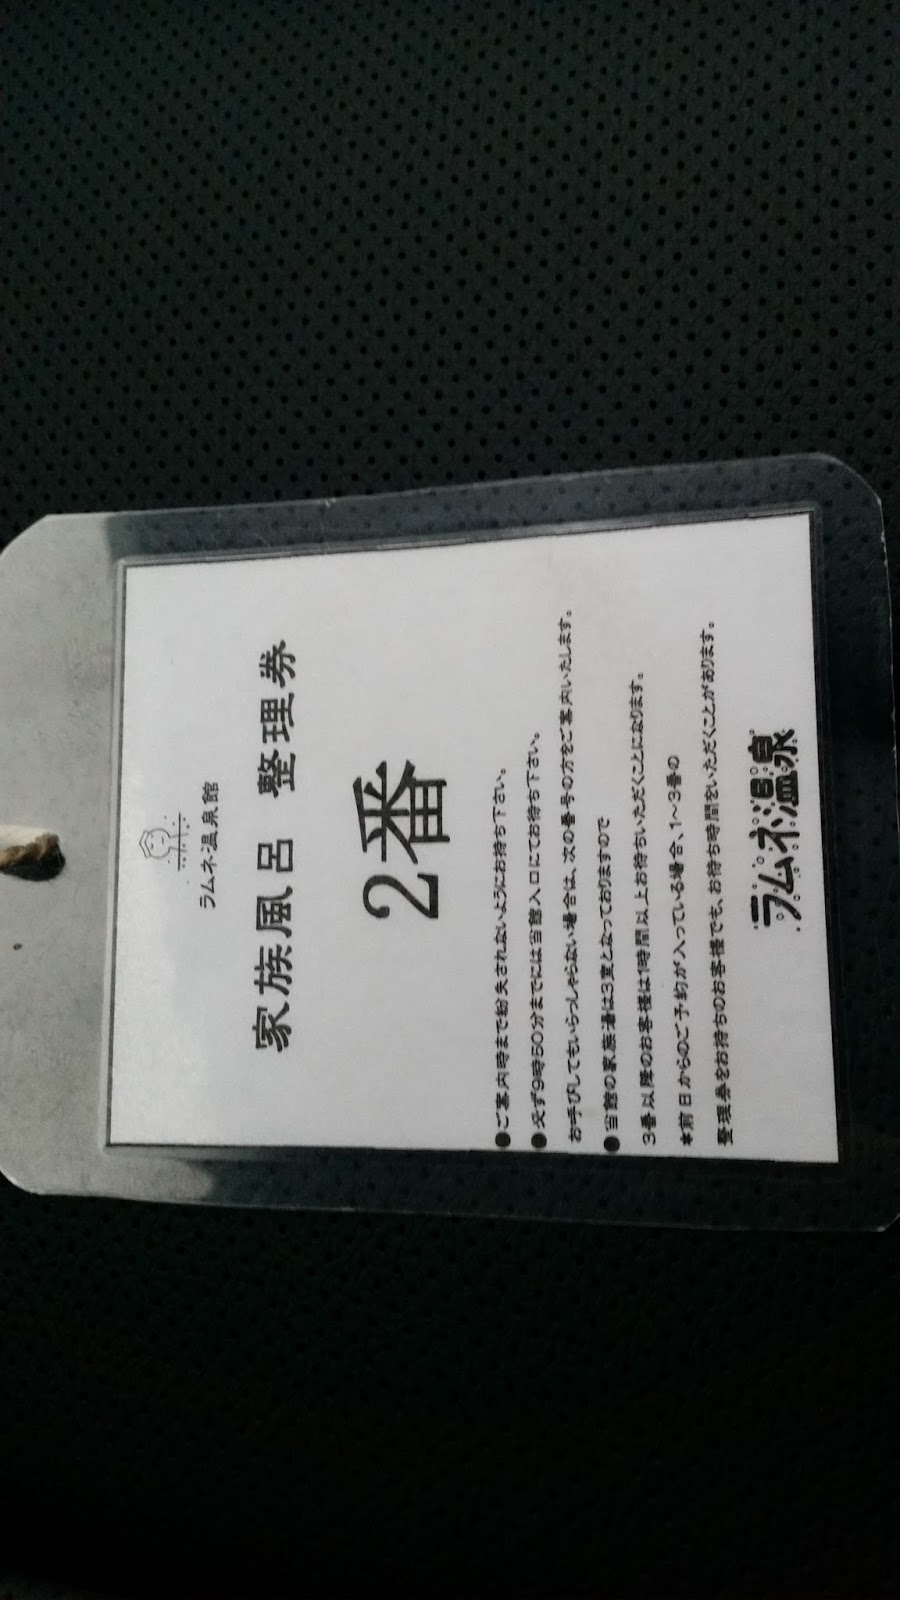 ラムネ温泉館
家族風呂 整理券
2番
●ご案内時まで紛失されないようにお持ち下さい。
●必ず9時50分までには当館入口にてお待ち下さい。
お呼びしてもいらっしゃらない場合は、次の番号の方をご案内いたします。
●当館の家族湯は3室となっておりますので
3番以降のお客様は1時間以上お待ちいただくことになります。
*前日からのご予約が入っている場合、1〜3番の
整理券をお持ちのお客様でも、お待ち時間をいただくことがあります。
ラムネ温泉